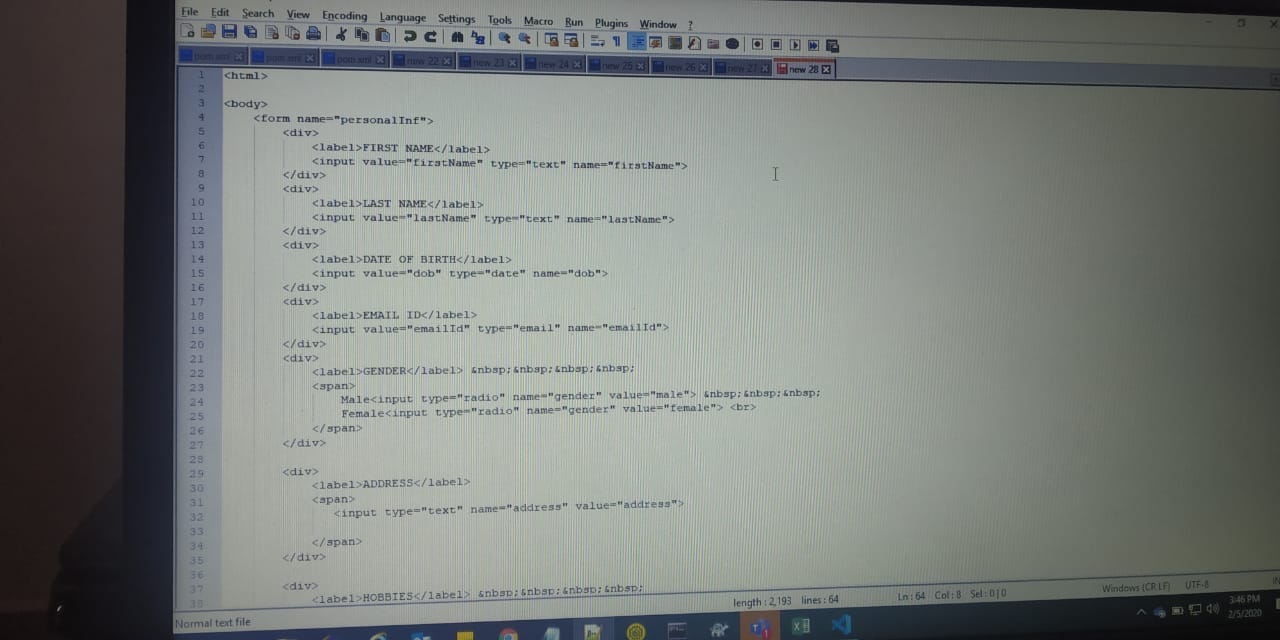 File Edit Search View Encoding Language Settings Tools Macro Run Plugins Window ?
pom.xml pom.xml pom.xml new 22 new 23 new 24 new 25 new 26 new 27 new 28
1 <html>
2
3 <body>
4 <form name="personalInf">
5 <div>
6 <label>FIRST NAME</label>
7 <input value="firstName" type="text" name="firstName">
8 </div>
9 <div>
10 <label>LAST NAME</label>
11 <input value="lastName" type="text" name="lastName">
12 </div>
13 <div>
14 <label>DATE OF BIRTH</label>
15 <input value="dob" type="date" name="dob">
16 </div>
17 <div>
18 <label>EMAIL ID</label>
19 <input value="emailId" type="email" name="emailId">
20 </div>
21 <div>
22 <label>GENDER</label> &nbsp;&nbsp;&nbsp;&nbsp;
23 <span>
24 Male<input type="radio" name="gender" value="male"> &nbsp;&nbsp;&nbsp;
25 Female<input type="radio" name="gender" value="female"> <br>
26 </span>
27 </div>
28
29 <div>
30 <label>ADDRESS</label>
31 <span>
32 <input type="text" name="address" value="address">
33
34 </span>
35 </div>
36
37 <div>
38 <label>HOBBIES</label> &nbsp;&nbsp;&nbsp;&nbsp;
Normal text file length : 2,193 lines : 64 Ln : 64 Col : 8 Sel : 0 | 0 Windows (CR LF) UTF-8
3:46 PM
2/5/2020